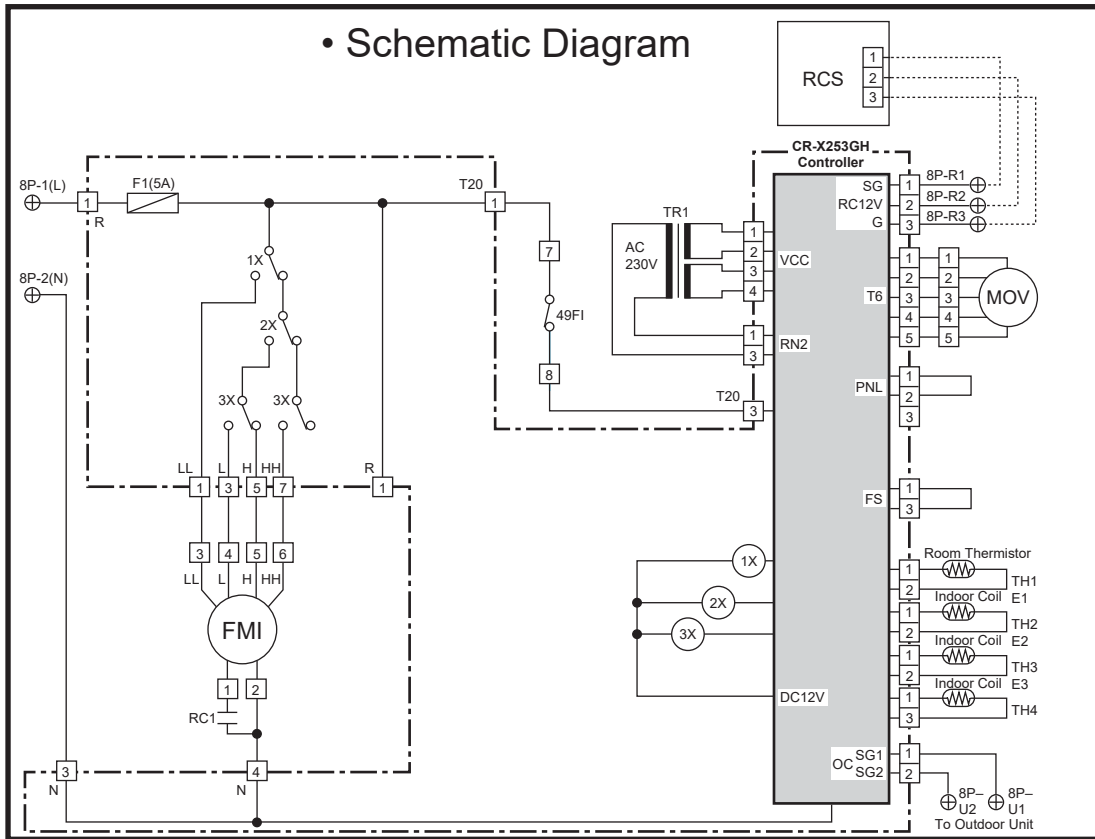 • Schematic Diagram
RCS
1
2
3
CR-X253GH
Controller
8P-1(L)
1
R
F1(5A)
T20
1
SG
RC12V
G
1
2
3
8P-R1
8P-R2
8P-R3
TR1
AC
230V
1
2
3
4
VCC
7
49FI
8
1X
2X
3X
3X
8P-2(N)
T6
1
2
3
4
5
1
2
3
4
5
MOV
1
3
RN2
T20
3
PNL
1
2
3
LL
L
H
HH
R
1
3
5
7
1
FS
1
3
3
4
5
6
LL
L
H
HH
FMI
1
2
RC1
1X
2X
3X
DC12V
Room Thermistor
1
2
TH1
Indoor Coil E1
1
2
TH2
Indoor Coil E2
1
2
TH3
Indoor Coil E3
1
3
TH4
OC
SG1
SG2
1
2
3
N
4
N
8P–
U2
8P–
U1
To Outdoor Unit